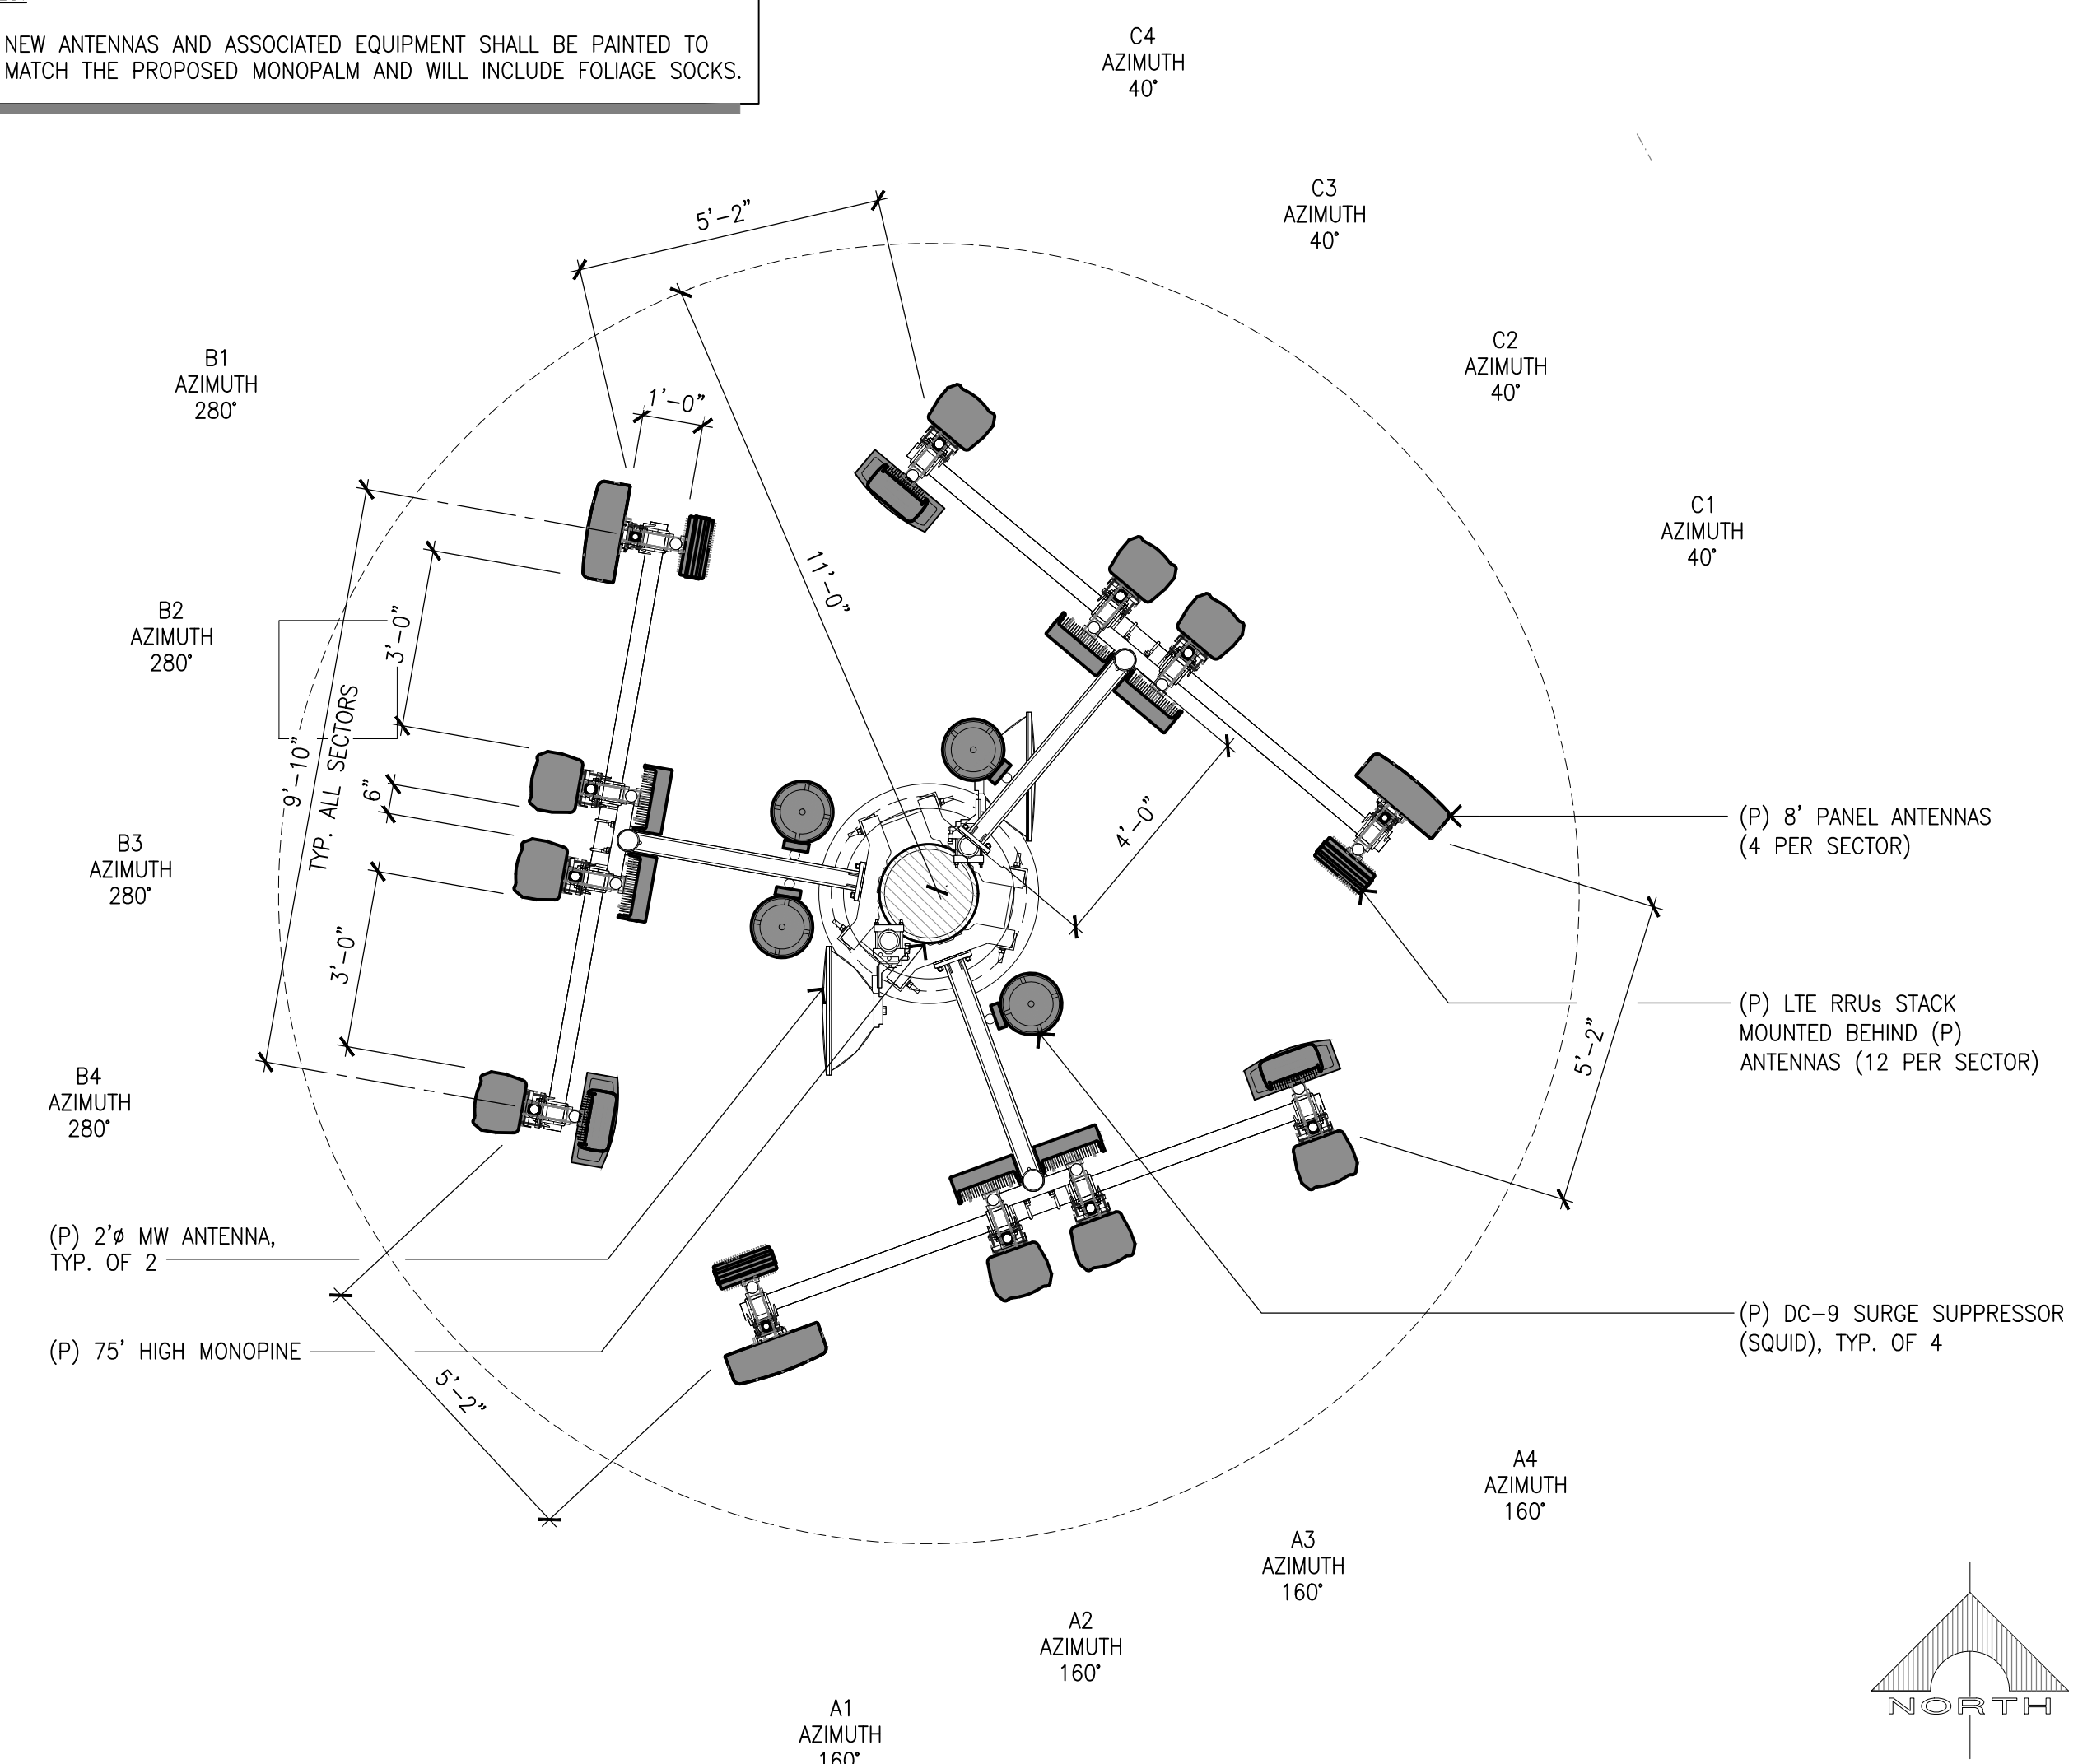 NEW ANTENNAS AND ASSOCIATED EQUIPMENT SHALL BE PAINTED TO
MATCH THE PROPOSED MONOPALM AND WILL INCLUDE FOLIAGE SOCKS.
C4
AZIMUTH
40°
C3
AZIMUTH
40°
C2
AZIMUTH
40°
C1
AZIMUTH
40°
5'-2"
1'-0"
11'-0"
B1
AZIMUTH
280°
B2
AZIMUTH
280°
B3
AZIMUTH
280°
B4
AZIMUTH
280°
3'-0"
9'-10"
TYP. ALL SECTORS
6"
3'-0"
4'-0"
(P) 8' PANEL ANTENNAS
(4 PER SECTOR)
(P) LTE RRUs STACK
MOUNTED BEHIND (P)
ANTENNAS (12 PER SECTOR)
5'-2"
(P) 2'ø MW ANTENNA,
TYP. OF 2
(P) 75' HIGH MONOPINE
5'-2"
(P) DC-9 SURGE SUPPRESSOR
(SQUID), TYP. OF 4
A4
AZIMUTH
160°
A3
AZIMUTH
160°
A2
AZIMUTH
160°
A1
AZIMUTH
160°
NORTH